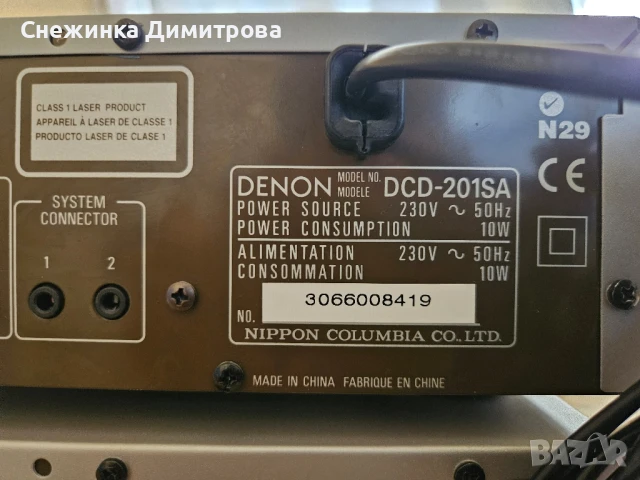 Снежинка Димитрова
CLASS 1 LASER PRODUCT
APPAREIL À LASER DE CLASSE 1
PRODUCTO LASER DE CLASE 1
N29
CE
SYSTEM
CONNECTOR
1 2
DENON MODEL NO. MODELE DCD-201SA
POWER SOURCE 230V ~ 50Hz
POWER CONSUMPTION 10W
ALIMENTATION 230V ~ 50Hz
CONSOMMATION 10W
NO. 3066008419
NIPPON COLUMBIA CO., LTD.
MADE IN CHINA FABRIQUE EN CHINE
BAZAR